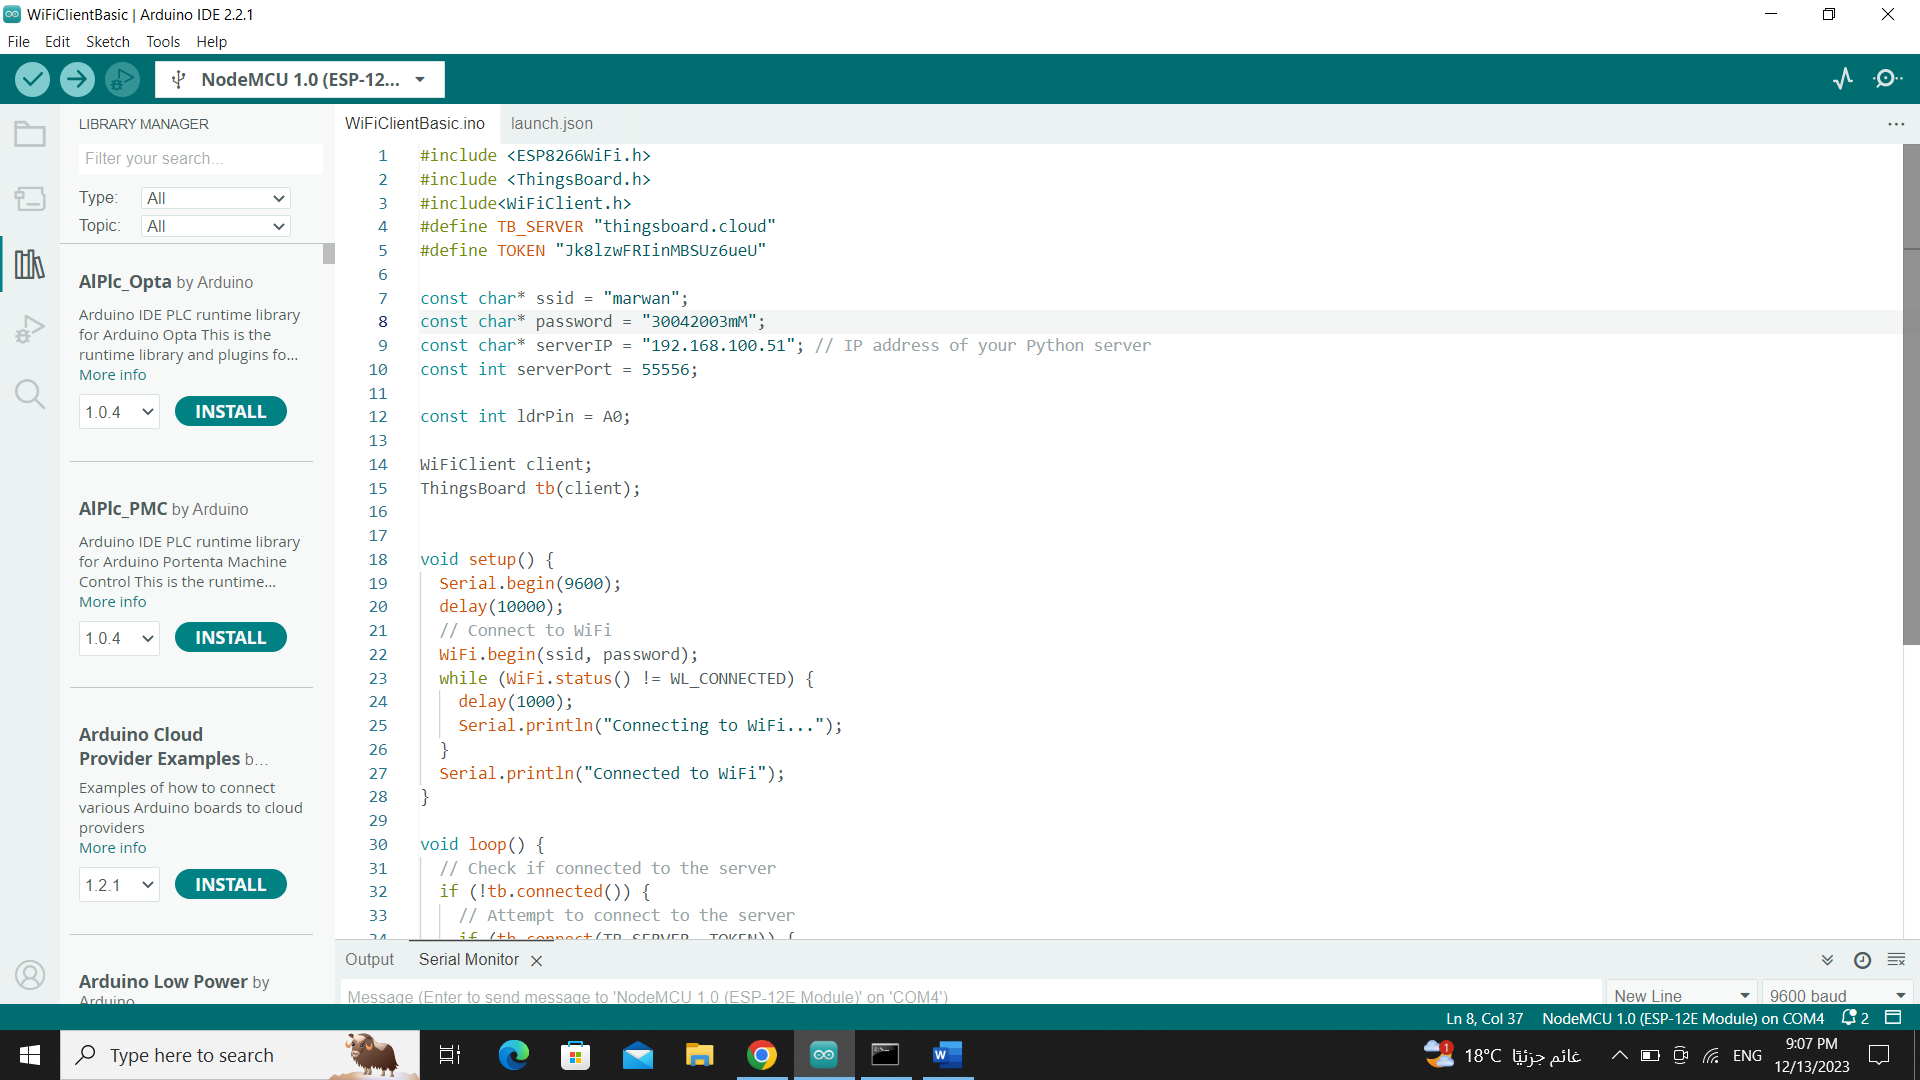 WiFiClientBasic | Arduino IDE 2.2.1
File Edit Sketch Tools Help
NodeMCU 1.0 (ESP-12...
LIBRARY MANAGER
Filter your search...
Type: All
Topic: All
AlPlc_Opta by Arduino
Arduino IDE PLC runtime library
for Arduino Opta This is the
runtime library and plugins fo...
More info
1.0.4 INSTALL
AlPlc_PMC by Arduino
Arduino IDE PLC runtime library
for Arduino Portenta Machine
Control This is the runtime...
More info
1.0.4 INSTALL
Arduino Cloud
Provider Examples b...
Examples of how to connect
various Arduino boards to cloud
providers
More info
1.2.1 INSTALL
Arduino Low Power by
Arduino
WiFiClientBasic.ino launch.json
1 #include <ESP8266WiFi.h>
2 #include <ThingsBoard.h>
3 #include<WiFiClient.h>
4 #define TB_SERVER "thingsboard.cloud"
5 #define TOKEN "Jk8lzwFRIinMBSUz6ueU"
6
7 const char* ssid = "marwan";
8 const char* password = "30042003mM";
9 const char* serverIP = "192.168.100.51"; // IP address of your Python server
10 const int serverPort = 55556;
11
12 const int ldrPin = A0;
13
14 WiFiClient client;
15 ThingsBoard tb(client);
16
17
18 void setup() {
19 Serial.begin(9600);
20 delay(10000);
21 // Connect to WiFi
22 WiFi.begin(ssid, password);
23 while (WiFi.status() != WL_CONNECTED) {
24 delay(1000);
25 Serial.println("Connecting to WiFi...");
26 }
27 Serial.println("Connected to WiFi");
28 }
29
30 void loop() {
31 // Check if connected to the server
32 if (!tb.connected()) {
33 // Attempt to connect to the server
34 if (tb.connect(TB_SERVER, TOKEN)) {
Output Serial Monitor
Message (Enter to send message to 'NodeMCU 1.0 (ESP-12E Module)' on 'COM4')
New Line 9600 baud
Ln 8, Col 37 NodeMCU 1.0 (ESP-12E Module) on COM4 2
Type here to search
1 18°C غائم جزئيًا ENG
9:07 PM
12/13/2023